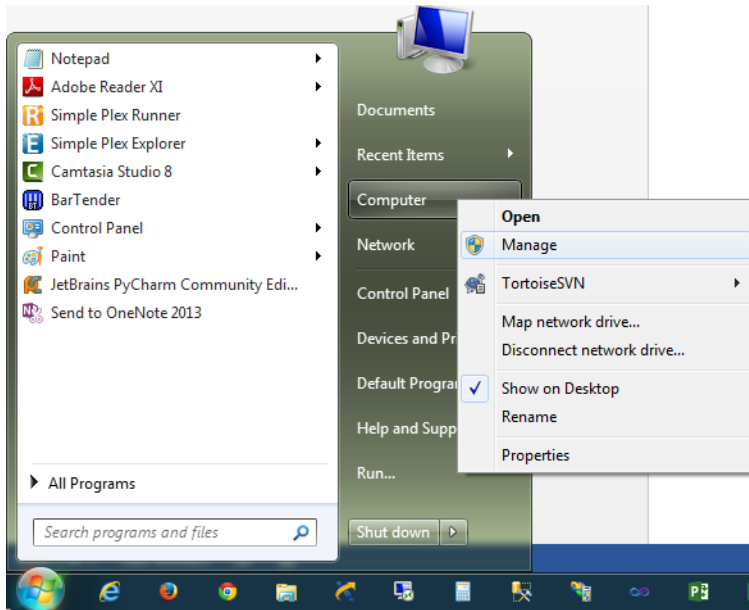 Notepad
Adobe Reader XI
Simple Plex Runner
Simple Plex Explorer
Camtasia Studio 8
BarTender
Control Panel
Paint
JetBrains PyCharm Community Edi...
Send to OneNote 2013
All Programs
Search programs and files
Documents
Recent Items
Computer
Network
Control Panel
Devices and Pr
Default Progra
Help and Supp
Run...
Shut down
Open
Manage
TortoiseSVN
Map network drive...
Disconnect network drive...
Show on Desktop
Rename
Properties